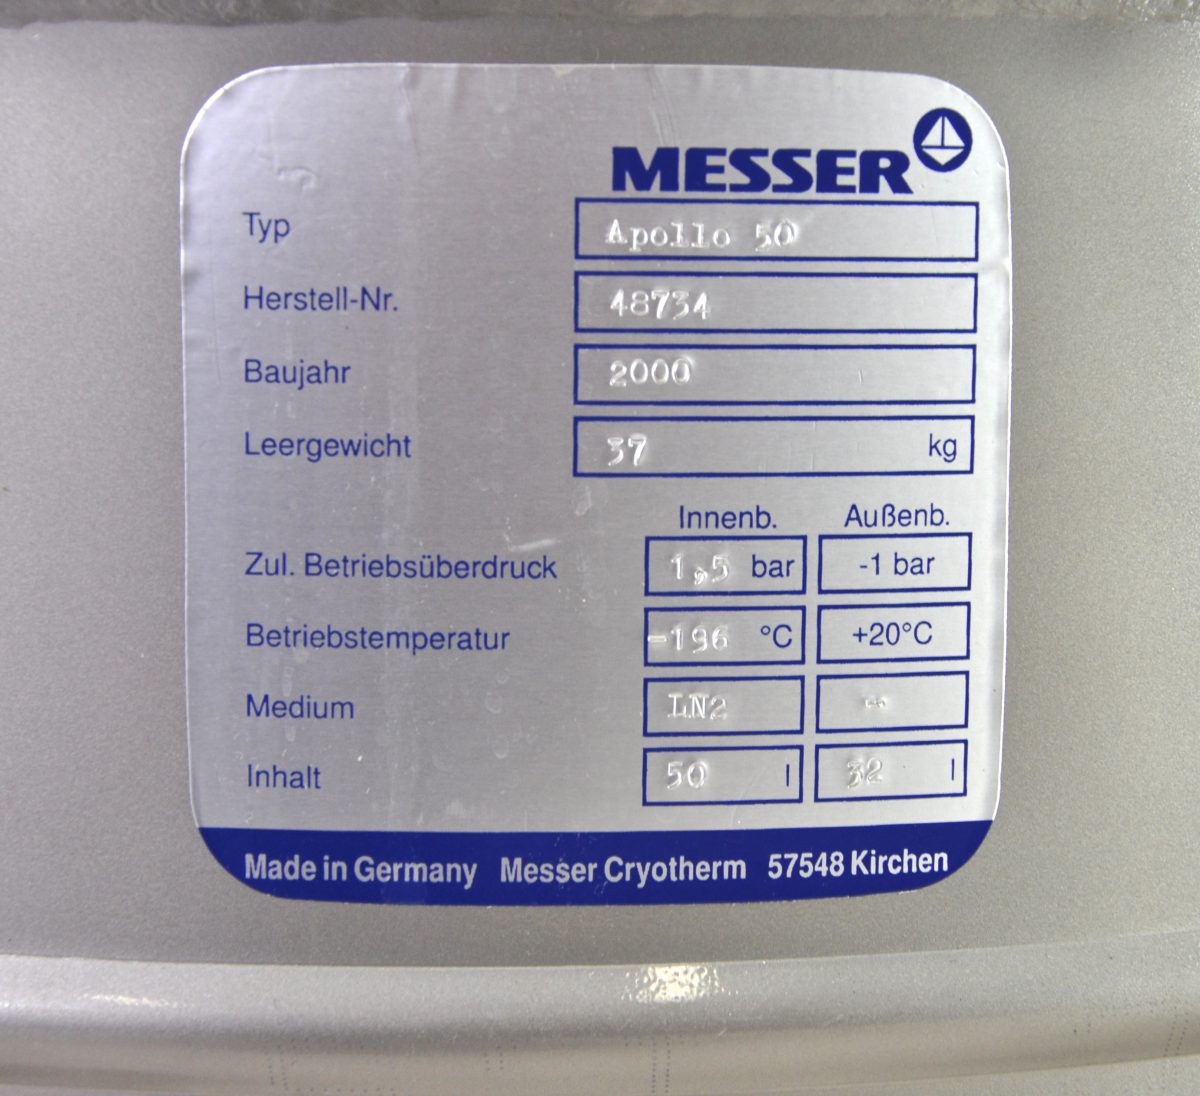 MESSER
Typ Apollo 50
Herstell-Nr. 48734
Baujahr 2000
Leergewicht 37 kg
Innenb. Außenb.
Zul. Betriebsüberdruck 1,5 bar -1 bar
Betriebstemperatur -196 °C +20°C
Medium LN2 -
Inhalt 50 l 32 l
Made in Germany Messer Cryotherm 57548 Kirchen